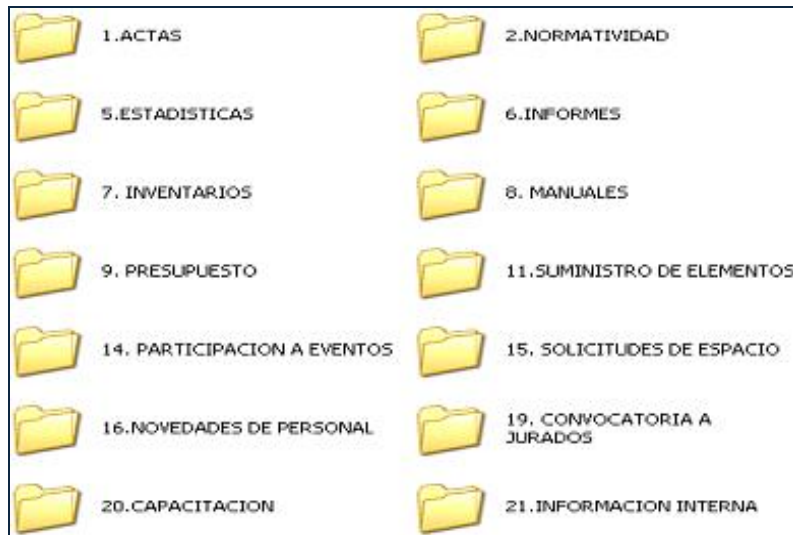 1.ACTAS
2.NORMATIVIDAD
5.ESTADISTICAS
6.INFORMES
7. INVENTARIOS
8. MANUALES
9. PRESUPUESTO
11.SUMINISTRO DE ELEMENTOS
14. PARTICIPACION A EVENTOS
15. SOLICITUDES DE ESPACIO
16.NOVEDADES DE PERSONAL
19. CONVOCATORIA A
JURADOS
20.CAPACITACION
21.INFORMACION INTERNA